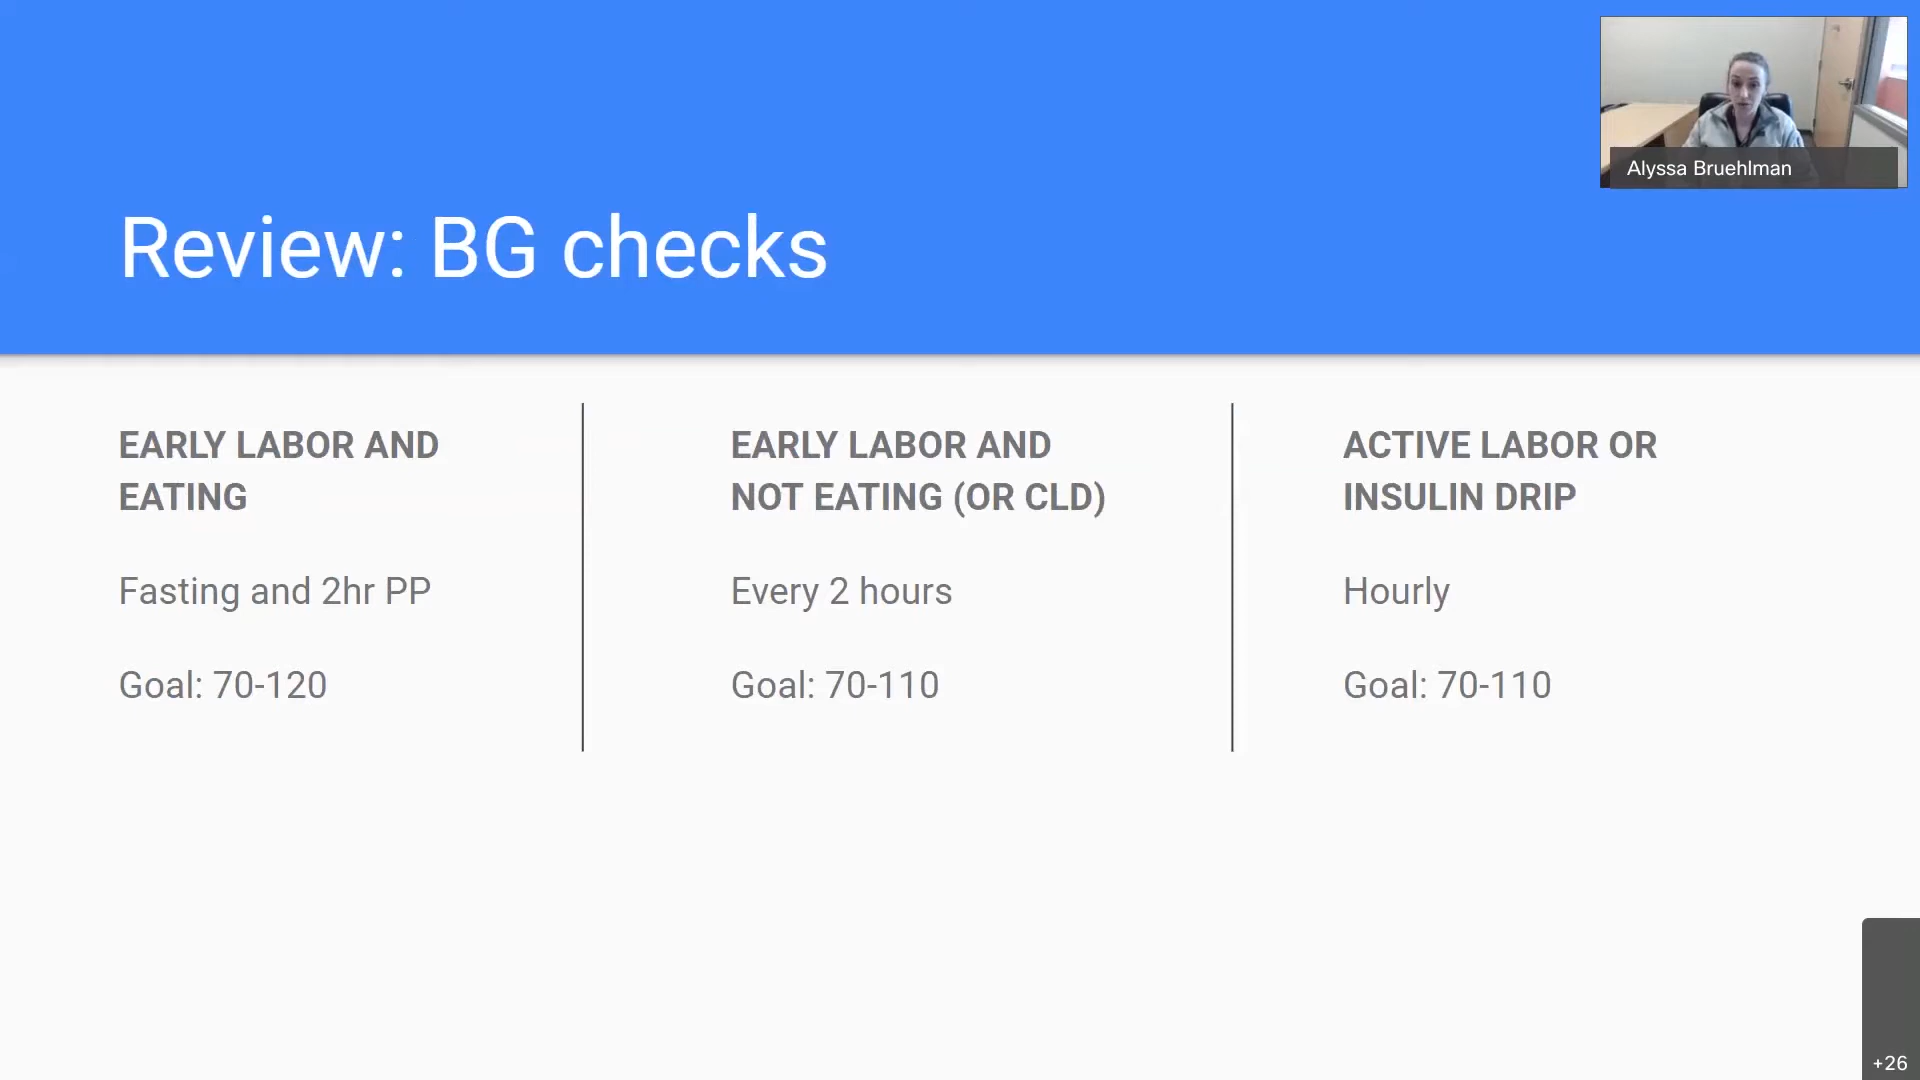 Alyssa Bruehlman
Review: BG checks
EARLY LABOR AND
EATING
Fasting and 2hr PP
Goal: 70-120
EARLY LABOR AND
NOT EATING (OR CLD)
Every 2 hours
Goal: 70-110
ACTIVE LABOR OR
INSULIN DRIP
Hourly
Goal: 70-110
+26